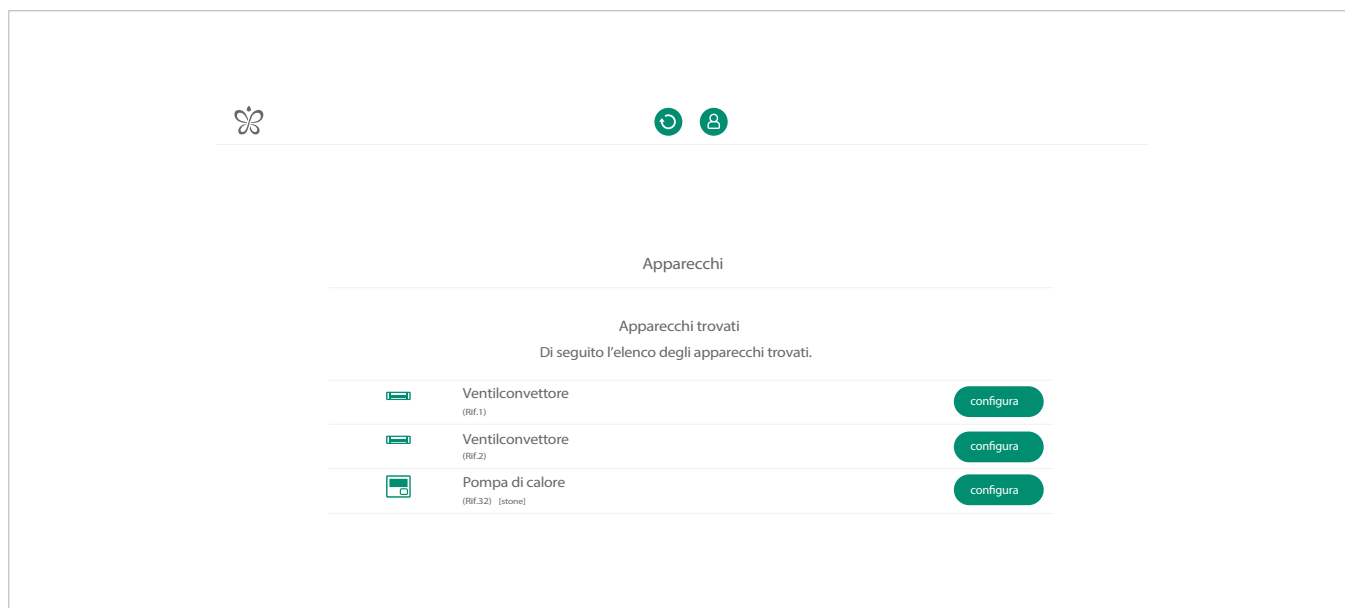 Apparecchi
Apparecchi trovati
Di seguito l'elenco degli apparecchi trovati.
Ventilconvettore
(Rif.1)
configura
Ventilconvettore
(Rif.2)
configura
Pompa di calore
(Rif.32) [stone]
configura